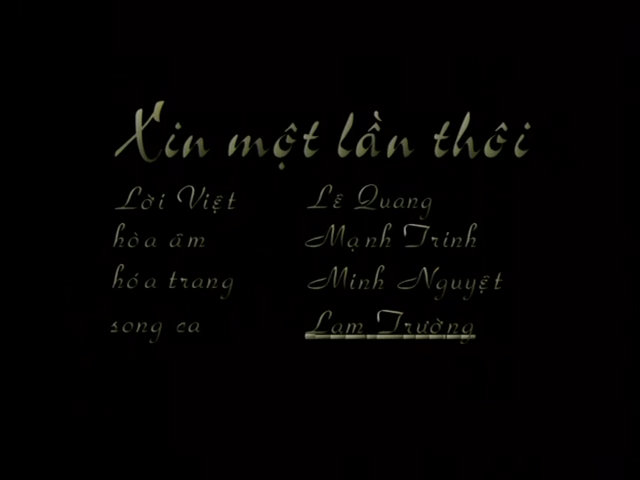 Xin một lần thôi
Lời Việt Lê Quang
hòa âm Mạnh Trinh
hóa trang Minh Nguyệt
song ca Lam Trường